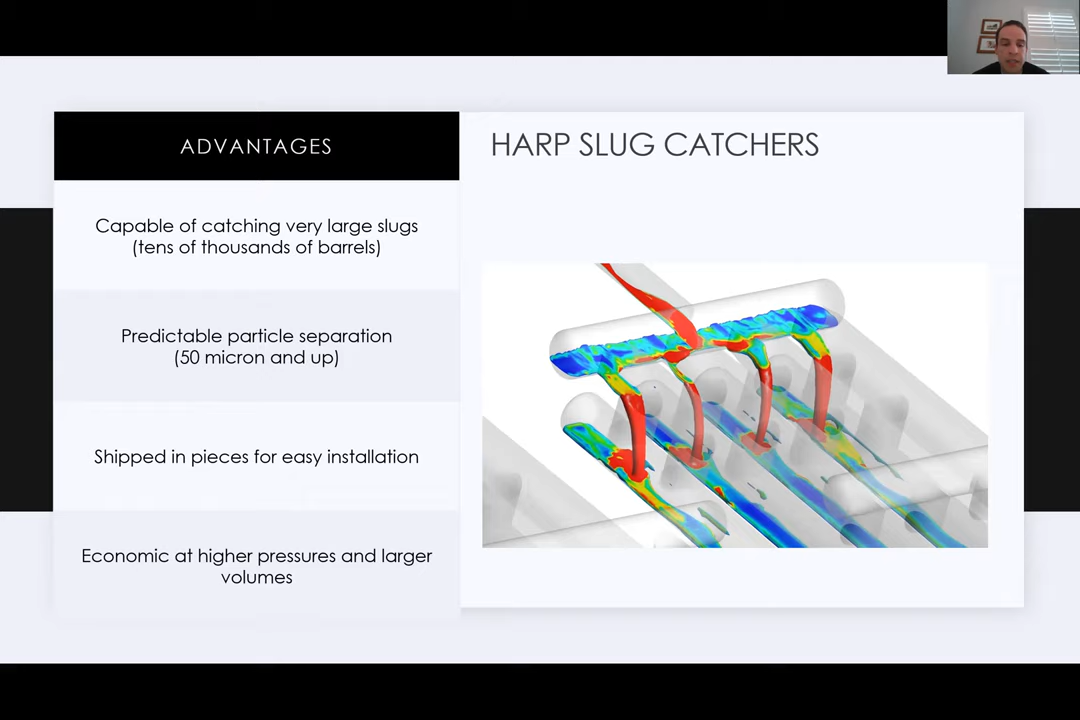 ADVANTAGES
Capable of catching very large slugs
(tens of thousands of barrels)
Predictable particle separation
(50 micron and up)
Shipped in pieces for easy installation
Economic at higher pressures and larger
volumes
HARP SLUG CATCHERS